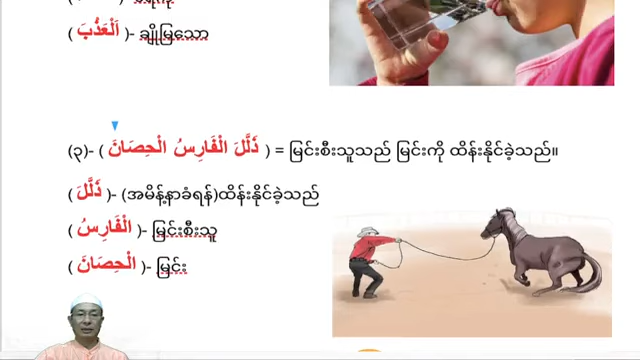 ( اَلْعَذْبَ )- ချိုမြသော
(၃)- ( ذَلَّلَ الْفَارِسُ الْحِصَانَ ) = မြင်းစီးသူသည် မြင်းကို ထိန်းနိုင်ခဲ့သည်။
( ذَلَّلَ )- (အမိန့်နာခံရန်)ထိန်းနိုင်ခဲ့သည်
( الْفَارِسُ )- မြင်းစီးသူ
( الْحِصَانَ )- မြင်း